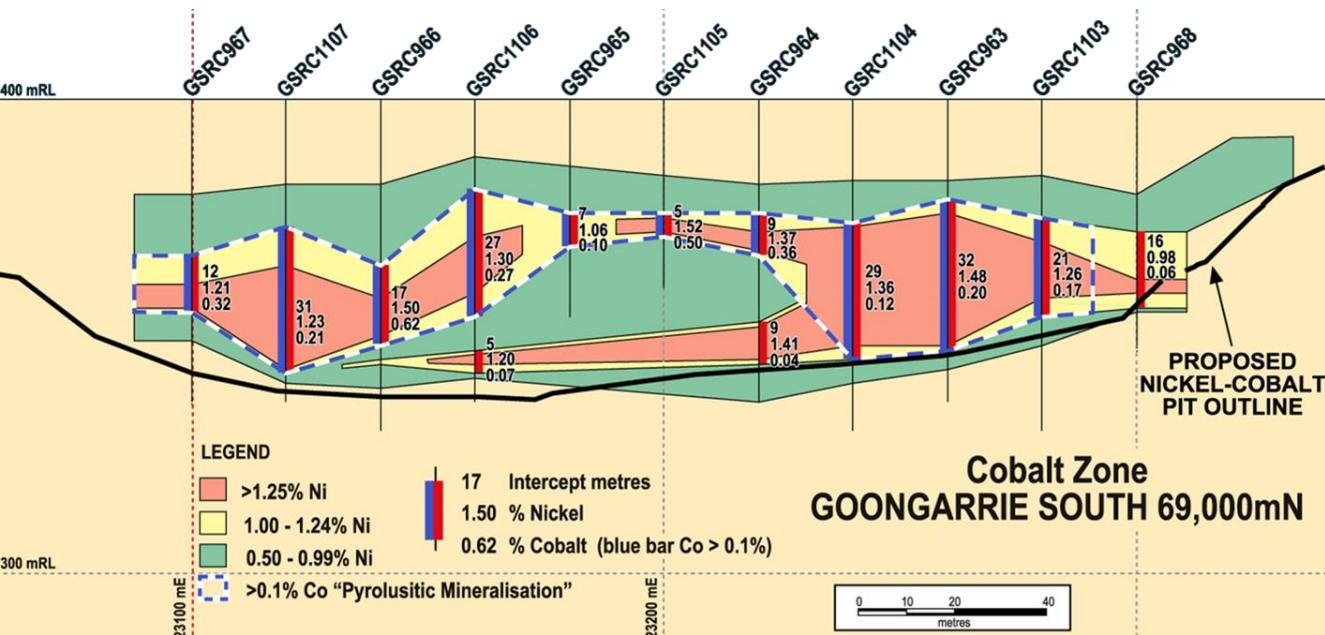 GSRC967
GSRC1107
GSRC966
GSRC1106
GSRC965
GSRC1105
GSRC964
GSRC1104
GSRC963
GSRC1103
GSRC968
400 mRL
12
1.21
0.32
31
1.23
0.21
17
1.50
0.62
27
1.30
0.27
5
1.20
0.07
7
1.06
0.10
5
1.52
0.50
9
1.37
0.36
9
1.41
0.04
29
1.36
0.12
32
1.48
0.20
21
1.26
0.17
16
0.98
0.06
PROPOSED
NICKEL-COBALT
PIT OUTLINE
LEGEND
>1.25% Ni
1.00 - 1.24% Ni
0.50 - 0.99% Ni
>0.1% Co “Pyrolusitic Mineralisation”
17 Intercept metres
1.50 % Nickel
0.62 % Cobalt (blue bar Co > 0.1%)
Cobalt Zone
GOONGARRIE SOUTH 69,000mN
300 mRL
23100 mE
23200 mE
0 10 20 40
metres